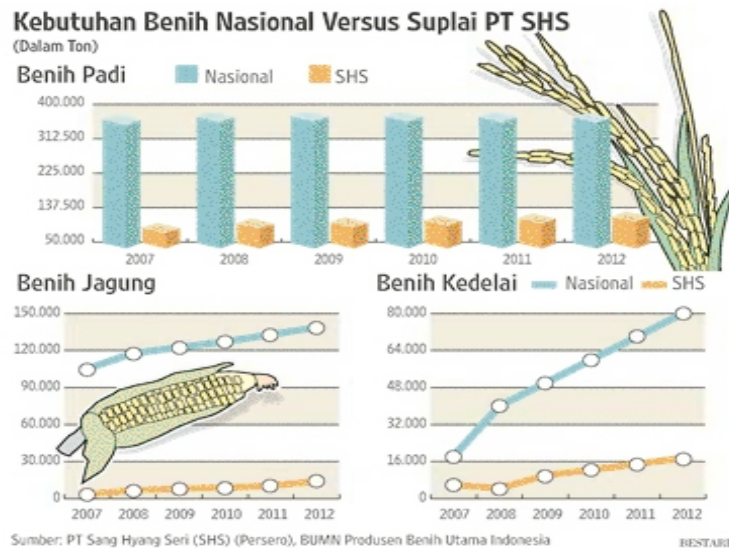 Kebutuhan Benih Nasional Versus Suplai PT SHS
(Dalam Ton)
Benih Padi Nasional SHS
400.000
312.500
225.000
137.500
50.000
2007 2008 2009 2010 2011 2012
Benih Jagung
150.000
120.000
90.000
60.000
30.000
0
2007 2008 2009 2010 2011 2012
Benih Kedelai Nasional SHS
80.000
64.000
48.000
32.000
16.000
0
2007 2008 2009 2010 2011 2012
Sumber: PT Sang Hyang Seri (SHS) (Persero), BUMN Produsen Benih Utama Indonesia
BESTARI